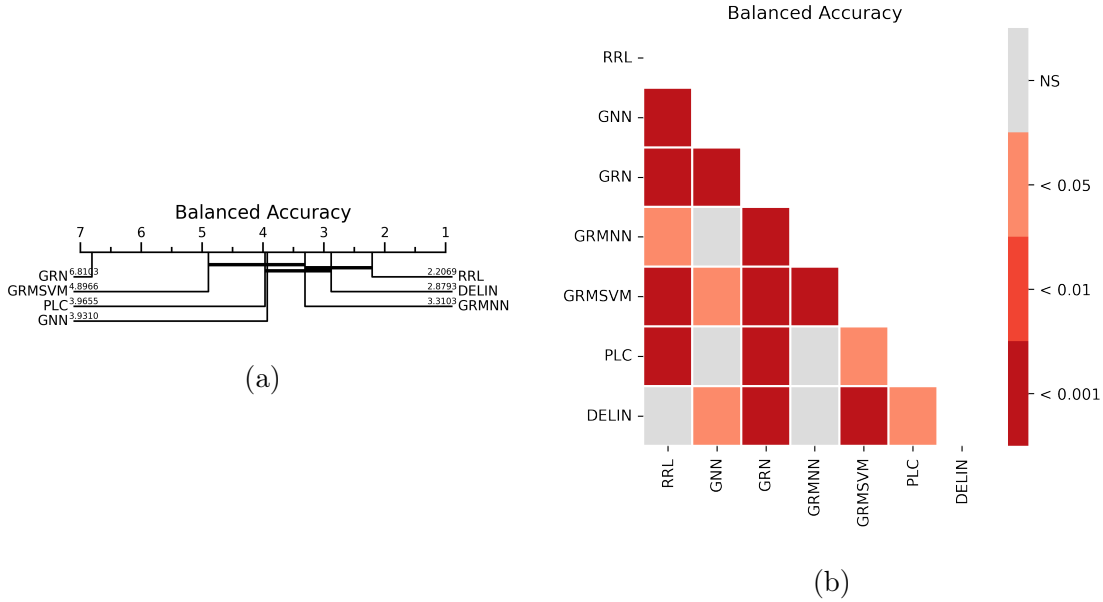 Balanced Accuracy
7 6 5 4 3 2 1
GRN 6.8103 2.2069 RRL
GRMSVM 4.8966 2.8793 DELIN
PLC 3.9655 3.3103 GRMNN
GNN 3.9310
(a)
Balanced Accuracy
RRL
GNN
GRN
GRMNN
GRMSVM
PLC
DELIN
RRL GNN GRN GRMNN GRMSVM PLC DELIN
NS
< 0.05
< 0.01
< 0.001
(b)